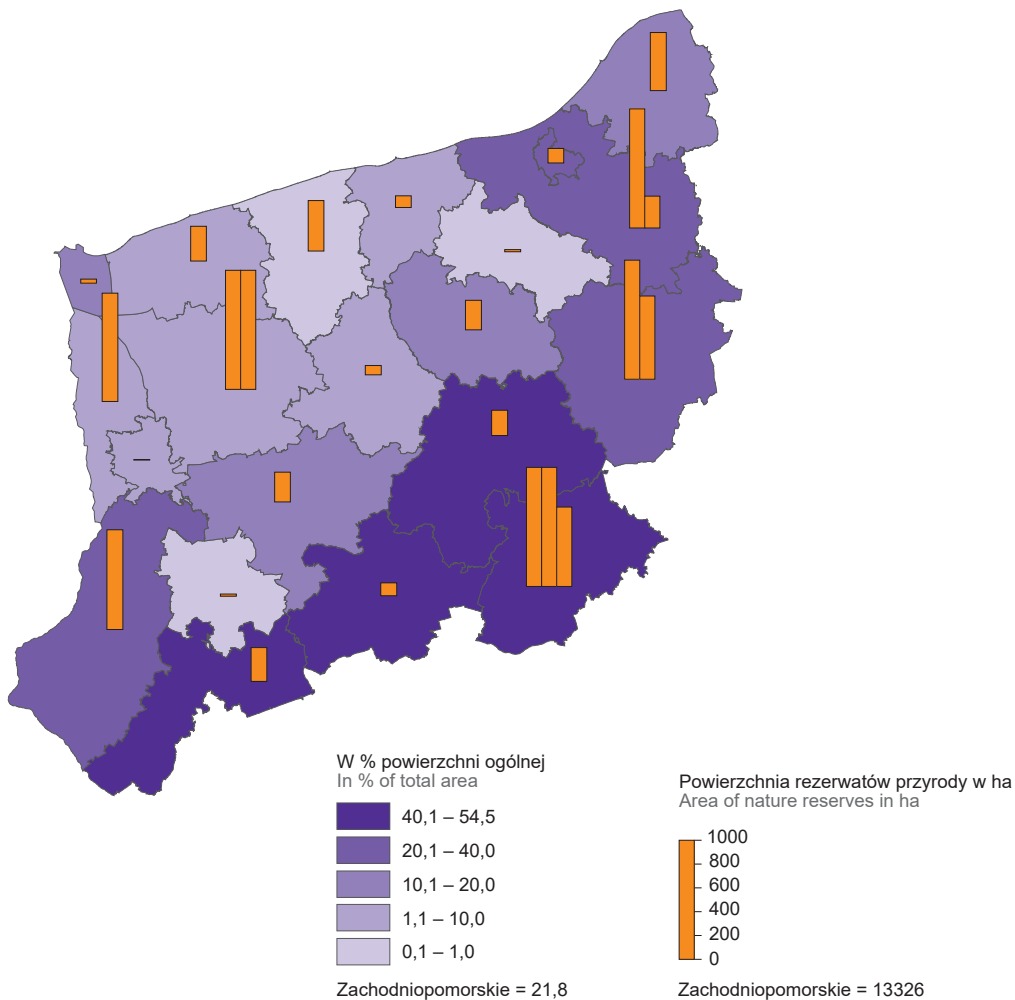 W % powierzchni ogólnej
In % of total area
40,1 – 54,5
20,1 – 40,0
10,1 – 20,0
1,1 – 10,0
0,1 – 1,0
Zachodniopomorskie = 21,8
Powierzchnia rezerwatów przyrody w ha
Area of nature reserves in ha
1000
800
600
400
200
0
Zachodniopomorskie = 13326